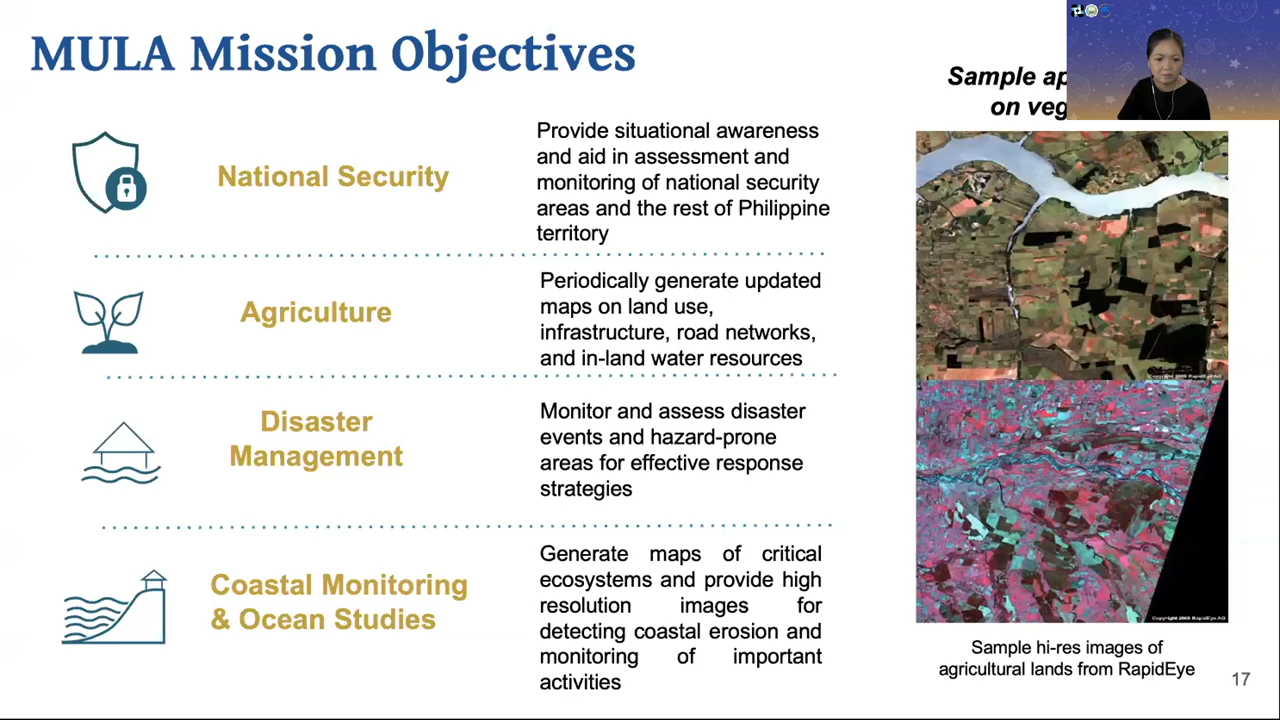 MULA Mission Objectives
Sample
on
National Security
Provide situational awareness
and aid in assessment and
monitoring of national security
areas and the rest of Philippine
territory
Agriculture
Periodically generate updated
maps on land use,
infrastructure, road networks,
and in-land water resources
Disaster
Management
Monitor and assess disaster
events and hazard-prone
areas for effective response
strategies
Coastal Monitoring
& Ocean Studies
Generate maps of critical
ecosystems and provide high
resolution images for
detecting coastal erosion and
monitoring of important
activities
Sample hi-res images of
agricultural lands from RapidEye
17